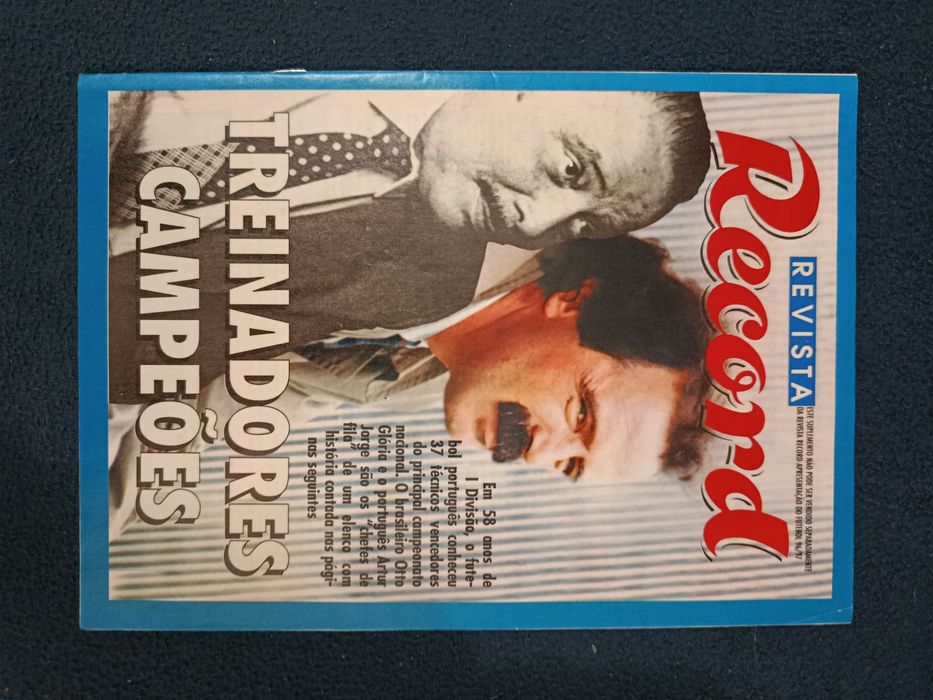 REVISTA
ESTE SUPLEMENTO NÃO PODE SER VENDIDO SEPARADAMENTE
DA REVISTA RECORD APRESENTAÇÃO DO FUTEBOL 96/97
Record
Em 58 anos de
I Divisão, o fute-
bol português conheceu
37 técnicos vencedores
do principal campeonato
nacional. O brasileiro Otto
Glória e o português Artur
Jorge são os "chefes de
fila" de um elenco com
história contada nas pági-
nas seguintes
TREINADORES
CAMPEÕES